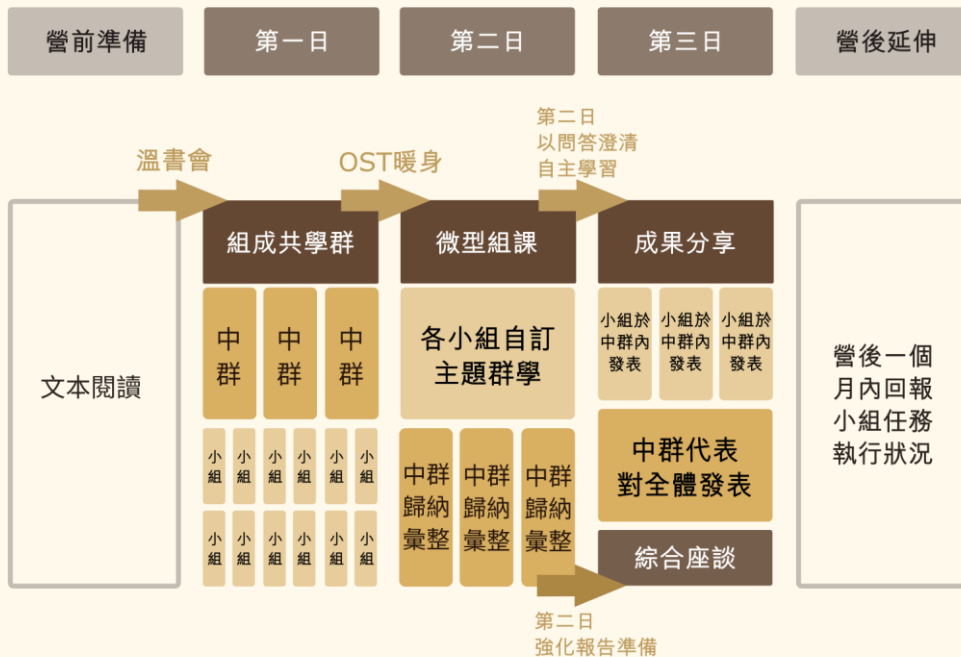 營前準備
第一日
第二日
第三日
營後延伸
溫書會
OST暖身
第二日
以問答澄清
自主學習
文本閱讀
組成共學群
中
群
中
群
中
群
小
組
小
組
小
組
小
組
小
組
小
組
小
組
小
組
小
組
小
組
小
組
小
組
微型組課
各小組自訂
主題群學
中群
歸納
彙整
中群
歸納
彙整
中群
歸納
彙整
成果分享
小組於
中群內
發表
小組於
中群內
發表
小組於
中群內
發表
中群代表
對全體發表
綜合座談
第二日
強化報告準備
營後一個
月內回報
小組任務
執行狀況